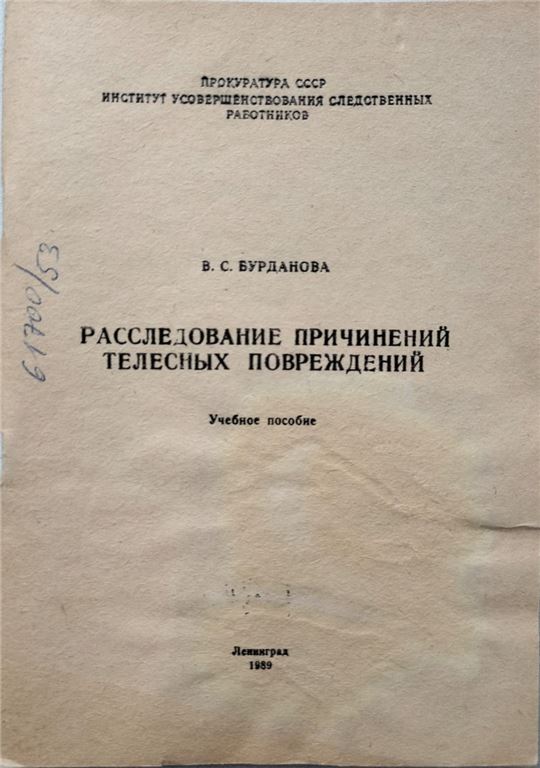 ПРОКУРАТУРА СССР
ИНСТИТУТ УСОВЕРШЕНСТВОВАНИЯ СЛЕДСТВЕННЫХ
РАБОТНИКОВ
61700/53
В. С. БУРДАНОВА
РАССЛЕДОВАНИЕ ПРИЧИНЕНИЙ
ТЕЛЕСНЫХ ПОВРЕЖДЕНИЙ
Учебное пособие
Ленинград
1989